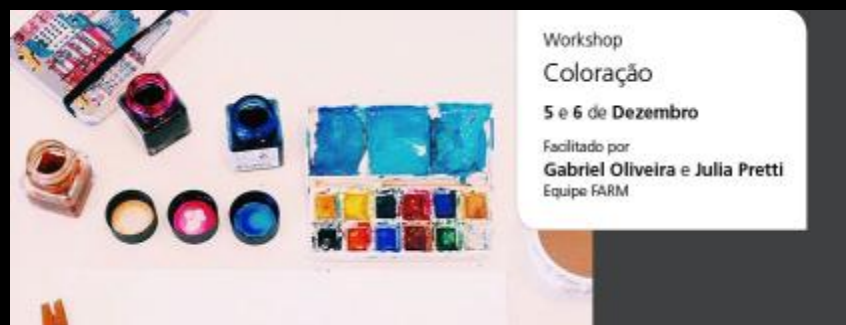 Workshop
Coloração
5 e 6 de Dezembro
Facilitado por
Gabriel Oliveira e Julia Pretti
Equipe FARM